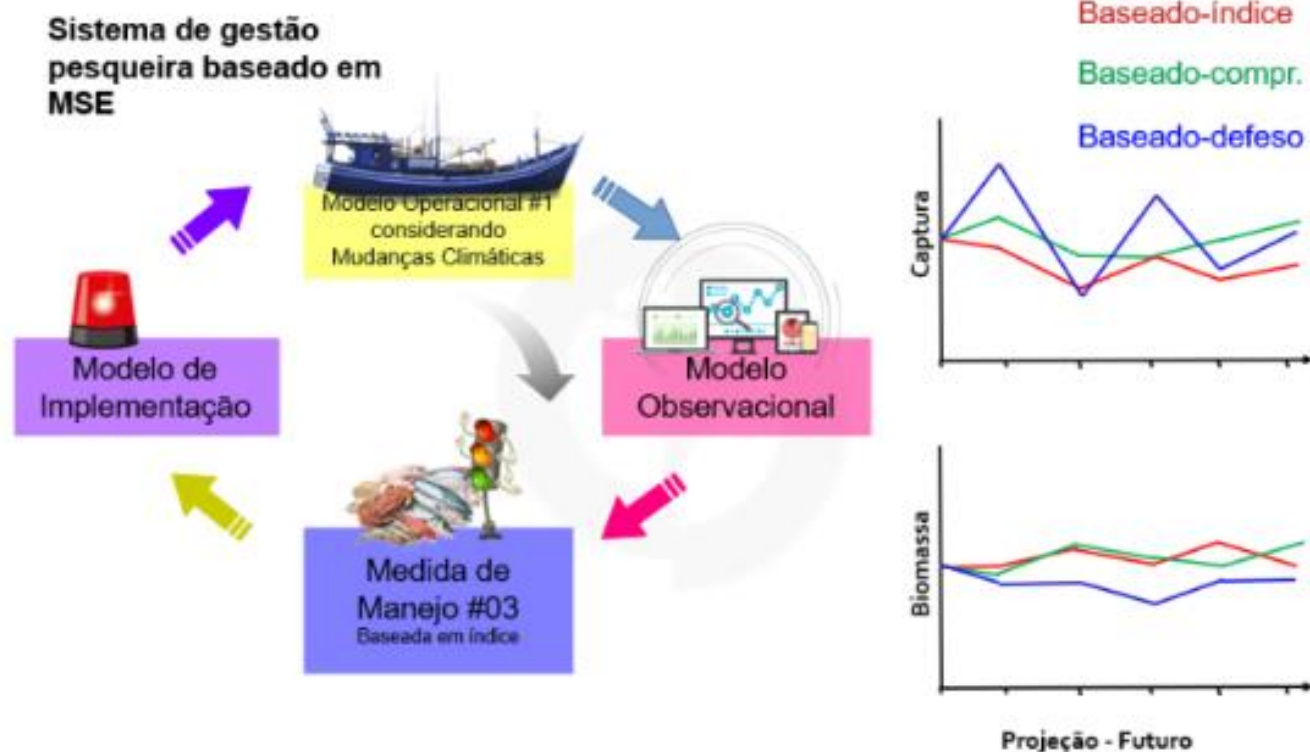 Sistema de gestão
pesqueira baseado em
MSE
Modelo Operacional #1
considerando
Mudanças Climáticas
Modelo
Observacional
Medida de
Manejo #03
Baseada em índice
Modelo de
Implementação
Baseado-índice
Baseado-compr.
Baseado-defeso
Captura
Biomassa
Projeção - Futuro